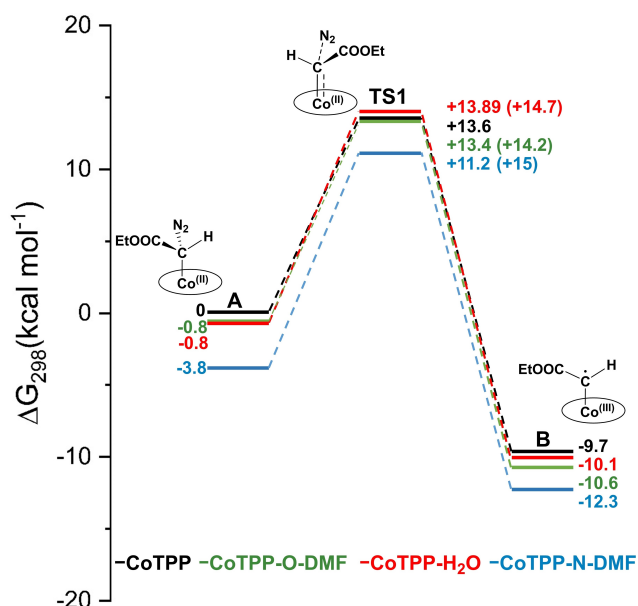 20
10
0
-10
-20
ΔG298(kcal mol⁻¹)
N2
H
COOEt
C
Co(II)
TS1
+13.89 (+14.7)
+13.6
+13.4 (+14.2)
+11.2 (+15)
N2
EtOOC
H
C
Co(II)
A
0
-0.8
-0.8
-3.8
EtOOC
H
C
Co(III)
B
-9.7
-10.1
-10.6
-12.3
−CoTPP −CoTPP-O-DMF −CoTPP-H₂O −CoTPP-N-DMF